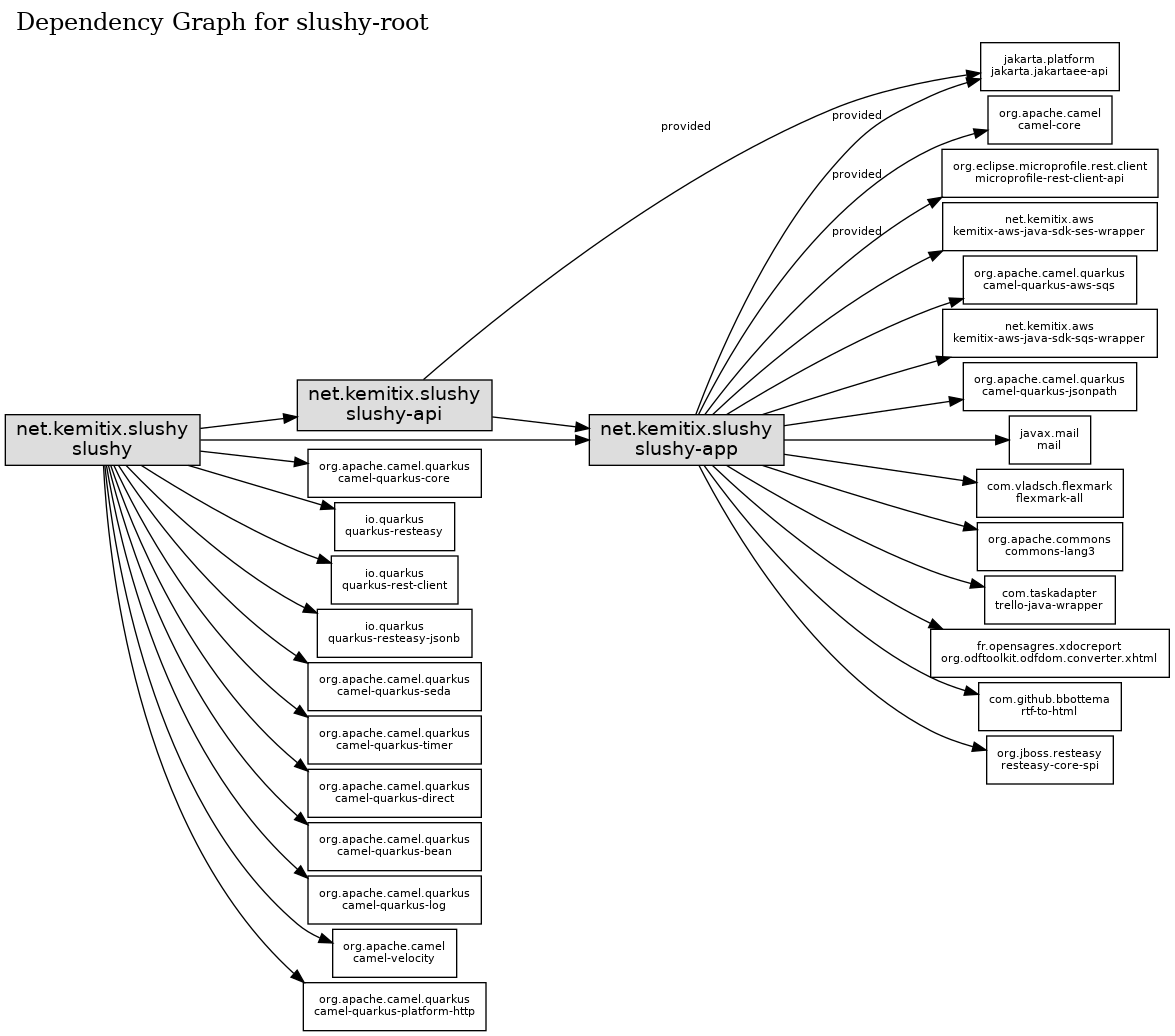 Dependency Graph for slushy-root
jakarta.platform
jakarta.jakartaee-api
provided
provided
org.apache.camel
camel-core
provided
org.eclipse.microprofile.rest.client
microprofile-rest-client-api
provided
net.kemitix.aws
kemitix-aws-java-sdk-ses-wrapper
org.apache.camel.quarkus
camel-quarkus-aws-sqs
net.kemitix.aws
kemitix-aws-java-sdk-sqs-wrapper
org.apache.camel.quarkus
camel-quarkus-jsonpath
net.kemitix.slushy
slushy-api
net.kemitix.slushy
slushy
net.kemitix.slushy
slushy-app
javax.mail
mail
org.apache.camel.quarkus
camel-quarkus-core
com.vladsch.flexmark
flexmark-all
io.quarkus
quarkus-resteasy
org.apache.commons
commons-lang3
io.quarkus
quarkus-rest-client
com.taskadapter
trello-java-wrapper
io.quarkus
quarkus-resteasy-jsonb
fr.opensagres.xdocreport
org.odftoolkit.odfdom.converter.xhtml
org.apache.camel.quarkus
camel-quarkus-seda
com.github.bbottema
rtf-to-html
org.apache.camel.quarkus
camel-quarkus-timer
org.jboss.resteasy
resteasy-core-spi
org.apache.camel.quarkus
camel-quarkus-direct
org.apache.camel.quarkus
camel-quarkus-bean
org.apache.camel.quarkus
camel-quarkus-log
org.apache.camel
camel-velocity
org.apache.camel.quarkus
camel-quarkus-platform-http